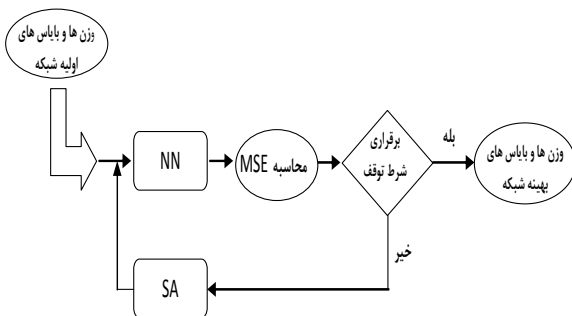 وزن ها و بایاس های
اولیه شبکه
NN
محاسبه MSE
برقراری
شرط توقف
بله
وزن ها و بایاس های
بهینه شبکه
خیر
SA